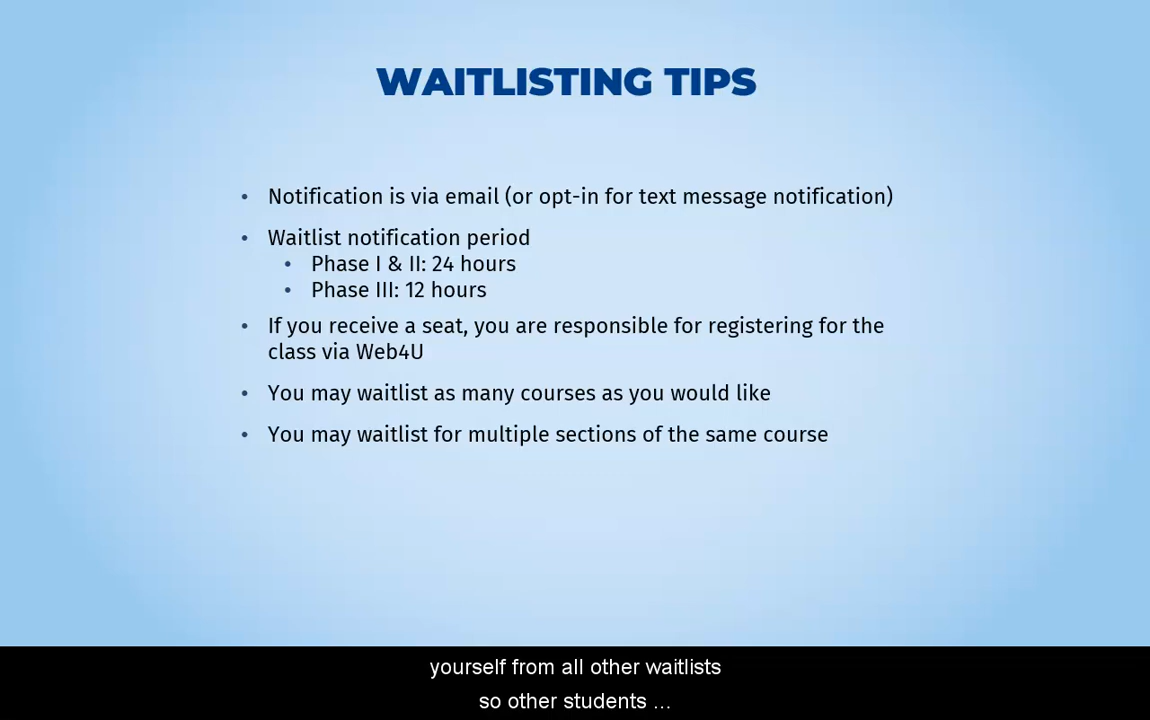 WAITLISTING TIPS
• Notification is via email (or opt-in for text message notification)
• Waitlist notification period
• Phase I & II: 24 hours
• Phase III: 12 hours
• If you receive a seat, you are responsible for registering for the
class via Web4U
• You may waitlist as many courses as you would like
• You may waitlist for multiple sections of the same course
yourself from all other waitlists
so other students ...